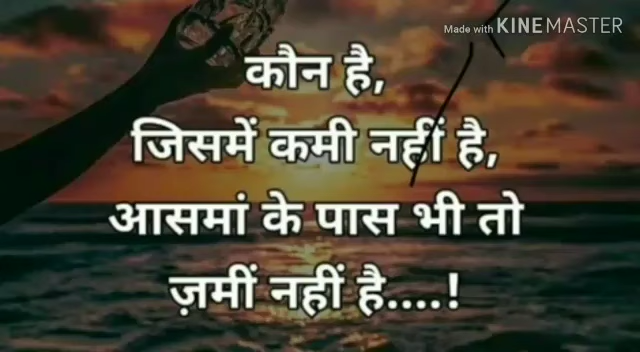 Made with KINEMASTER
कौन है,
जिसमें कमी नहीं है,
आसमां के पास भी तो
ज़मीं नहीं है....!